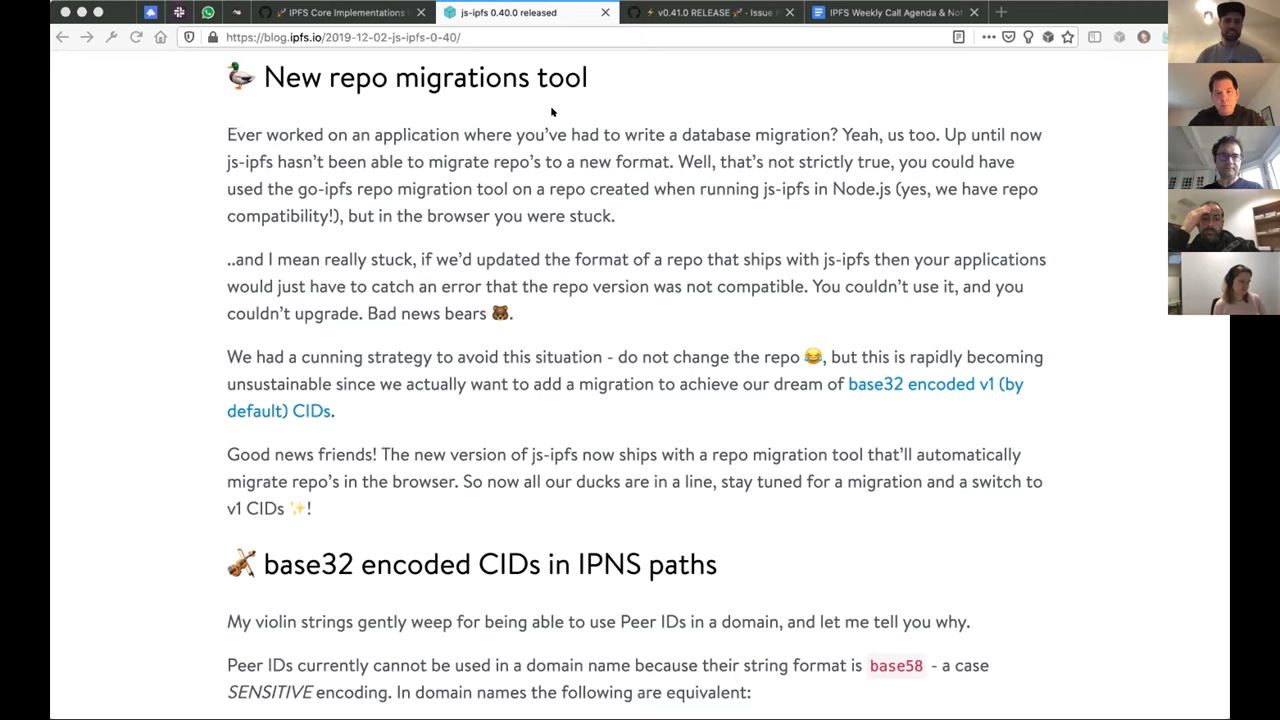 🚀 IPFS Core Implementations
js-ipfs 0.40.0 released
⚡ v0.41.0 RELEASE 🚀 - Issue
IPFS Weekly Call Agenda & Not
https://blog.ipfs.io/2019-12-02-js-ipfs-0-40/
🦆 New repo migrations tool
Ever worked on an application where you’ve had to write a database migration? Yeah, us too. Up until now
js-ipfs hasn’t been able to migrate repo’s to a new format. Well, that’s not strictly true, you could have
used the go-ipfs repo migration tool on a repo created when running js-ipfs in Node.js (yes, we have repo
compatibility!), but in the browser you were stuck.
..and I mean really stuck, if we’d updated the format of a repo that ships with js-ipfs then your applications
would just have to catch an error that the repo version was not compatible. You couldn’t use it, and you
couldn’t upgrade. Bad news bears 🐻.
We had a cunning strategy to avoid this situation - do not change the repo 😂, but this is rapidly becoming
unsustainable since we actually want to add a migration to achieve our dream of base32 encoded v1 (by
default) CIDs.
Good news friends! The new version of js-ipfs now ships with a repo migration tool that’ll automatically
migrate repo’s in the browser. So now all our ducks are in a line, stay tuned for a migration and a switch to
v1 CIDs ✨!
🎻 base32 encoded CIDs in IPNS paths
My violin strings gently weep for being able to use Peer IDs in a domain, and let me tell you why.
Peer IDs currently cannot be used in a domain name because their string format is base58 - a case
SENSITIVE encoding. In domain names the following are equivalent: